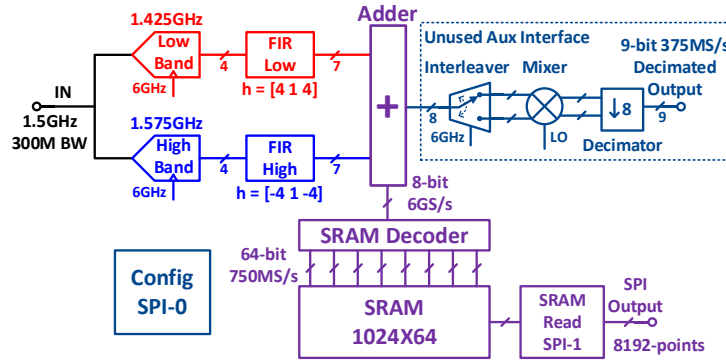 1.425GHz
Low
Band
6GHz
4
FIR
Low
7
h = [4 1 4]
IN
1.5GHz
300M BW
1.575GHz
High
Band
6GHz
4
FIR
High
7
h = [-4 1 -4]
Adder
+
Unused Aux Interface
9-bit 375MS/s
Decimated
Output
Interleaver
Mixer
8
6GHz
LO
↓8
9
Decimator
8-bit
6GS/s
SRAM Decoder
64-bit
750MS/s
Config
SPI-0
SRAM
1024X64
SRAM
Read
SPI-1
SPI
Output
8192-points